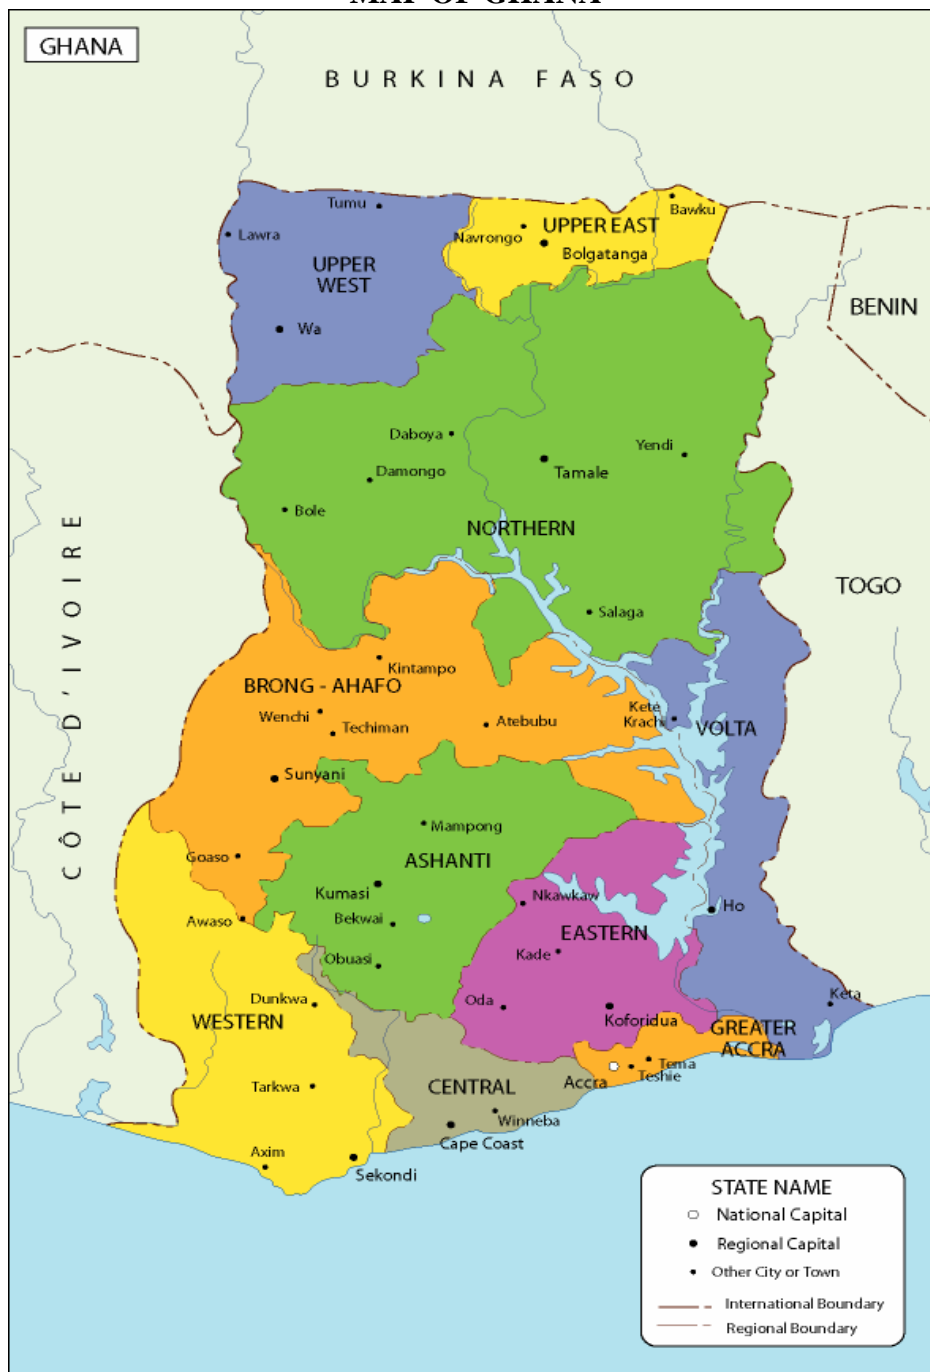 MAP OF GHANA
GHANA
BURKINA FASO
Tumu
Bawku
Lawra
Navrongo
UPPER EAST
Bolgatanga
UPPER
WEST
BENIN
Wa
Daboya
Yendi
Damongo
Tamale
Bole
NORTHERN
CÔTE D'IVOIRE
TOGO
Salaga
Kintampo
BRONG - AHAFO
Wenchi
Techiman
Atebubu
Kete
Krachi
VOLTA
Sunyani
Mampong
Goaso
ASHANTI
Kumasi
Nkawkaw
Ho
Awaso
Bekwai
EASTERN
Obuasi
Kade
Dunkwa
Oda
Keta
WESTERN
Koforidua
GREATER
ACCRA
Tema
Teshie
Accra
Tarkwa
CENTRAL
Winneba
Cape Coast
Axim
Sekondi
STATE NAME
National Capital
Regional Capital
Other City or Town
International Boundary
Regional Boundary